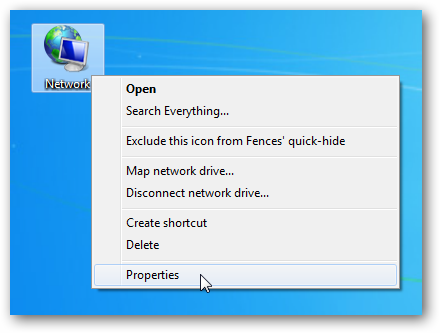 Network
Open
Search Everything...
Exclude this icon from Fences' quick-hide
Map network drive...
Disconnect network drive...
Create shortcut
Delete
Properties